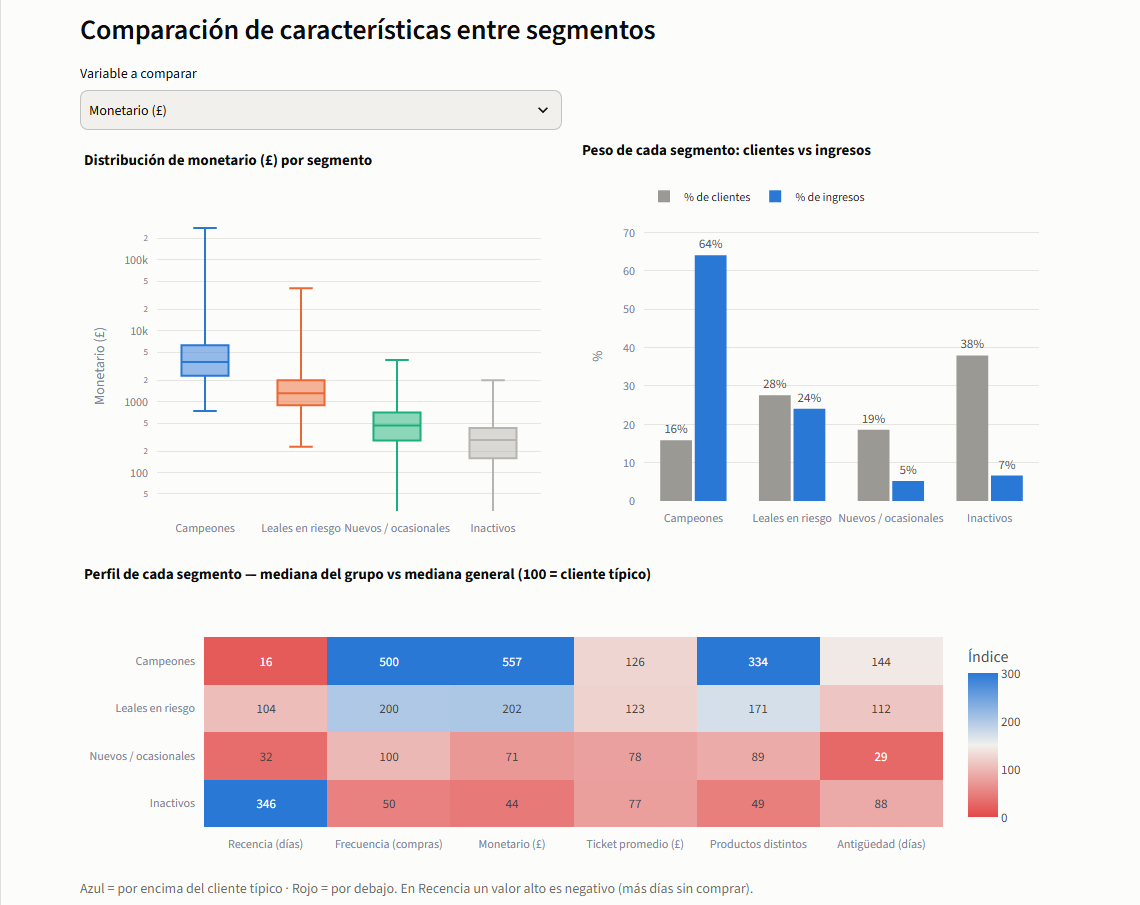 Comparación de características entre segmentos
Variable a comparar
Monetario (£)
Distribución de monetario (£) por segmento
Monetario (£)
2
100k
5
2
10k
5
2
1000
5
2
100
5
Campeones Leales en riesgo Nuevos / ocasionales Inactivos
Peso de cada segmento: clientes vs ingresos
% de clientes % de ingresos
%
70
60
50
40
30
20
10
0
16% 64% 28% 24% 19% 5% 38% 7%
Campeones Leales en riesgo Nuevos / ocasionales Inactivos
Perfil de cada segmento — mediana del grupo vs mediana general (100 = cliente típico)
Campeones 16 500 557 126 334 144
Leales en riesgo 104 200 202 123 171 112
Nuevos / ocasionales 32 100 71 78 89 29
Inactivos 346 50 44 77 49 88
Recencia (días) Frecuencia (compras) Monetario (£) Ticket promedio (£) Productos distintos Antigüedad (días)
Índice
300
200
100
0
Azul = por encima del cliente típico · Rojo = por debajo. En Recencia un valor alto es negativo (más días sin comprar).